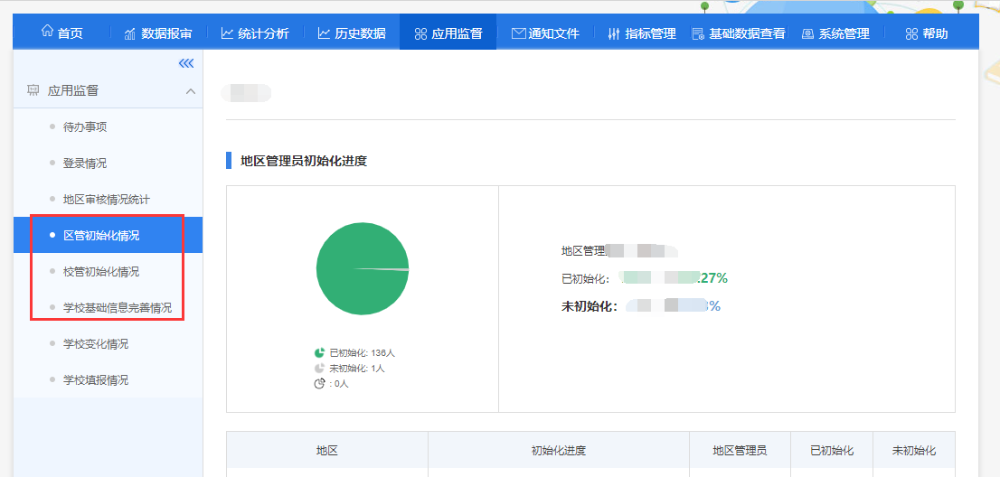 首页 数据报审 统计分析 历史数据 应用监督 通知文件 指标管理 基础数据查看 系统管理 帮助
应用监督
待办事项
登录情况
地区审核情况统计
区管初始化情况
校管初始化情况
学校基础信息完善情况
学校变化情况
学校填报情况
地区管理员初始化进度
已初始化: 136人
未初始化: 1人
: 0人
地区管理
已初始化: .27%
未初始化: %
地区 初始化进度 地区管理员 已初始化 未初始化